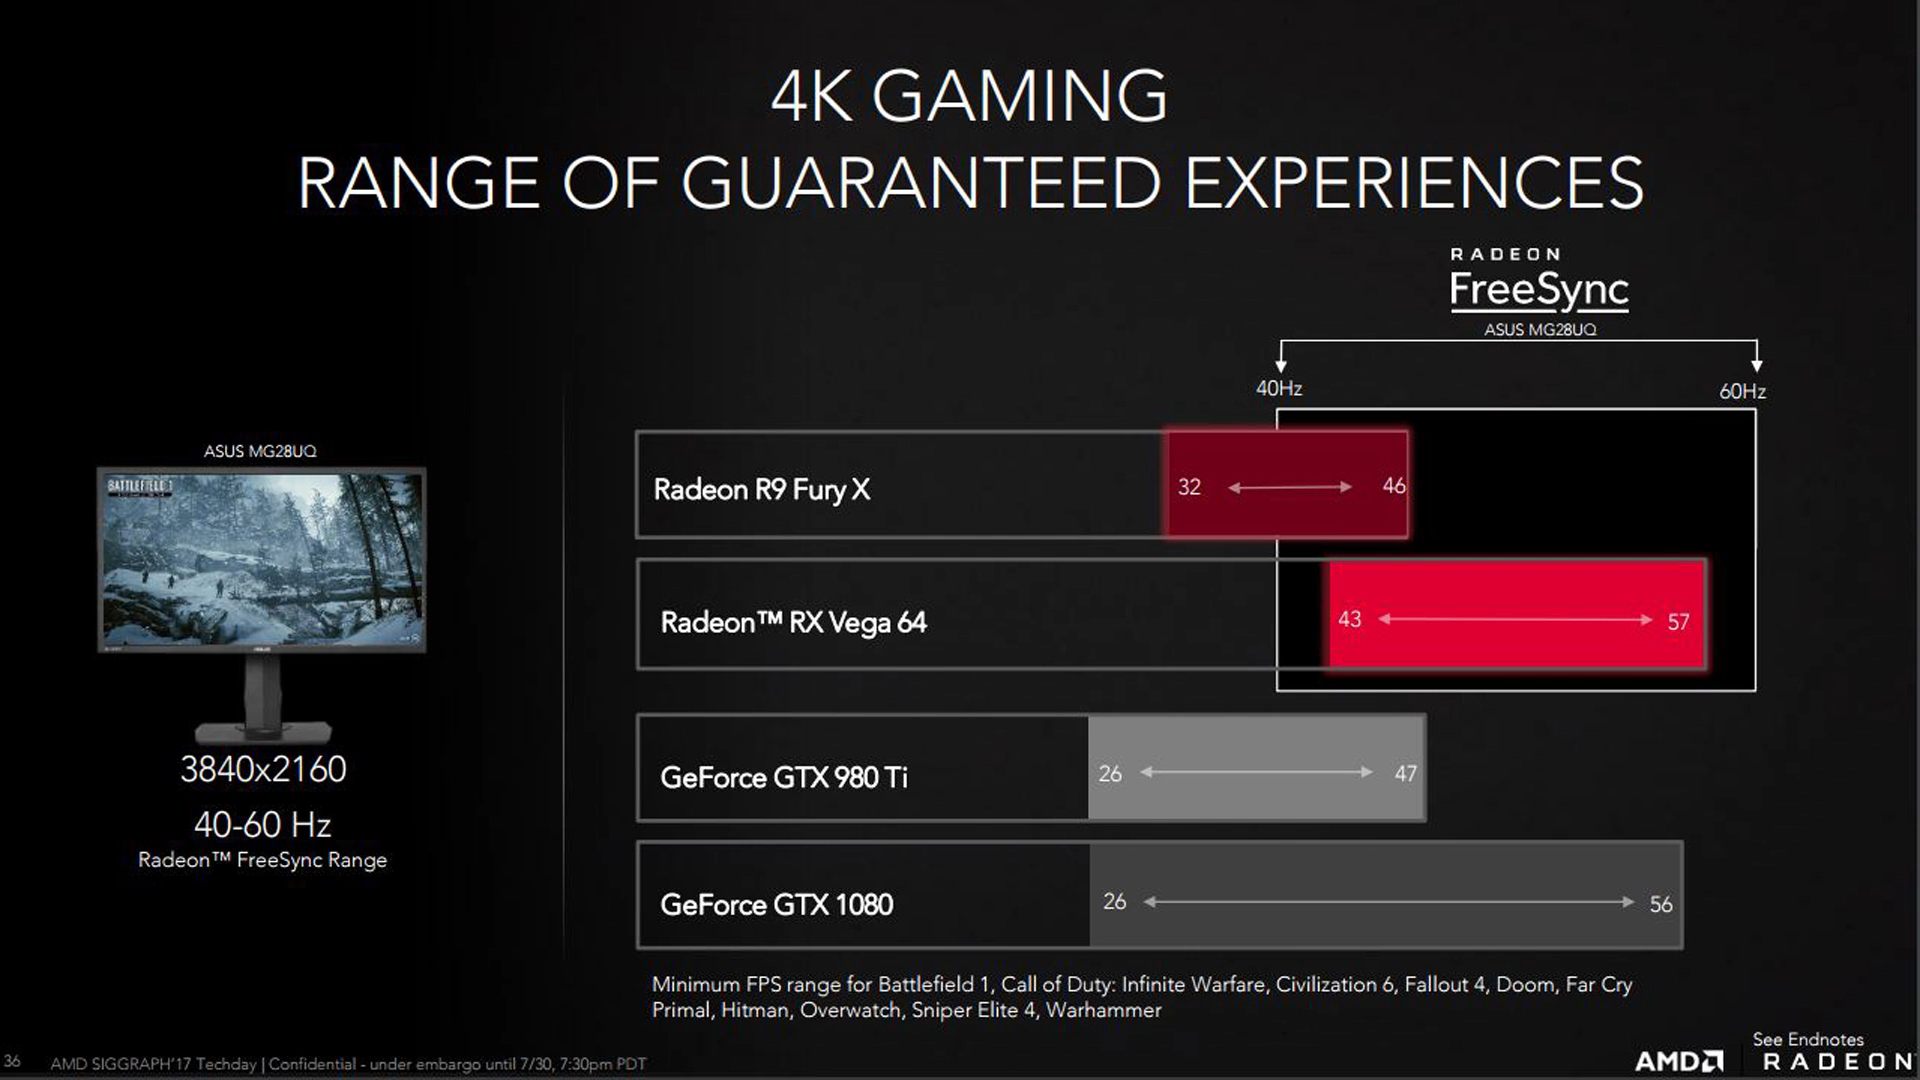 4K GAMING
RANGE OF GUARANTEED EXPERIENCES
RADEON
FreeSync
ASUS MG28UQ
40Hz
60Hz
ASUS MG28UQ
BATTLEFIELD 1
3840x2160
40-60 Hz
Radeon™ FreeSync Range
Radeon R9 Fury X
32
46
Radeon™ RX Vega 64
43
57
GeForce GTX 980 Ti
26
47
GeForce GTX 1080
26
56
Minimum FPS range for Battlefield 1, Call of Duty: Infinite Warfare, Civilization 6, Fallout 4, Doom, Far Cry
Primal, Hitman, Overwatch, Sniper Elite 4, Warhammer
See Endnotes
36 AMD SIGGRAPH'17 Techday | Confidential - under embargo until 7/30, 7:30pm PDT
AMD
RADEON